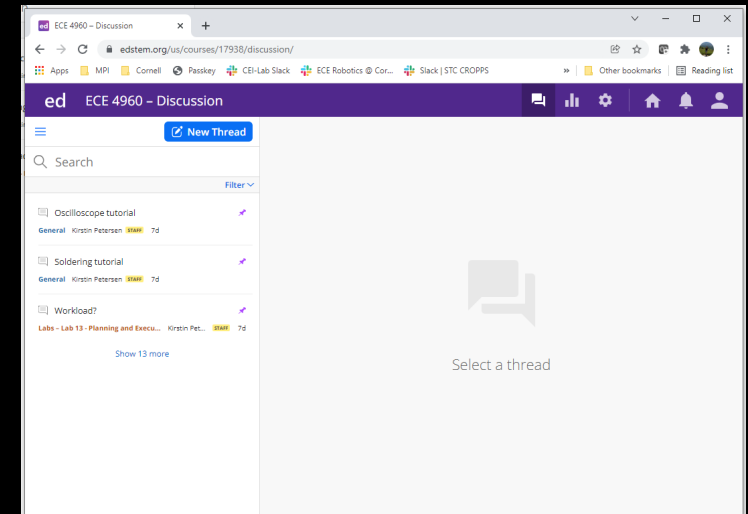 ed ECE 4960 – Discussion
edstem.org/us/courses/17938/discussion/
Apps MPI Cornell Passkey CEI-Lab Slack ECE Robotics @ Cor... Slack | STC CROPPS » Other bookmarks Reading list
ed ECE 4960 – Discussion
New Thread
Search
Filter
Oscilloscope tutorial
General Kirstin Petersen STAFF 7d
Soldering tutorial
General Kirstin Petersen STAFF 7d
Workload?
Labs – Lab 13 - Planning and Execu... Kirstin Pet... STAFF 7d
Show 13 more
Select a thread